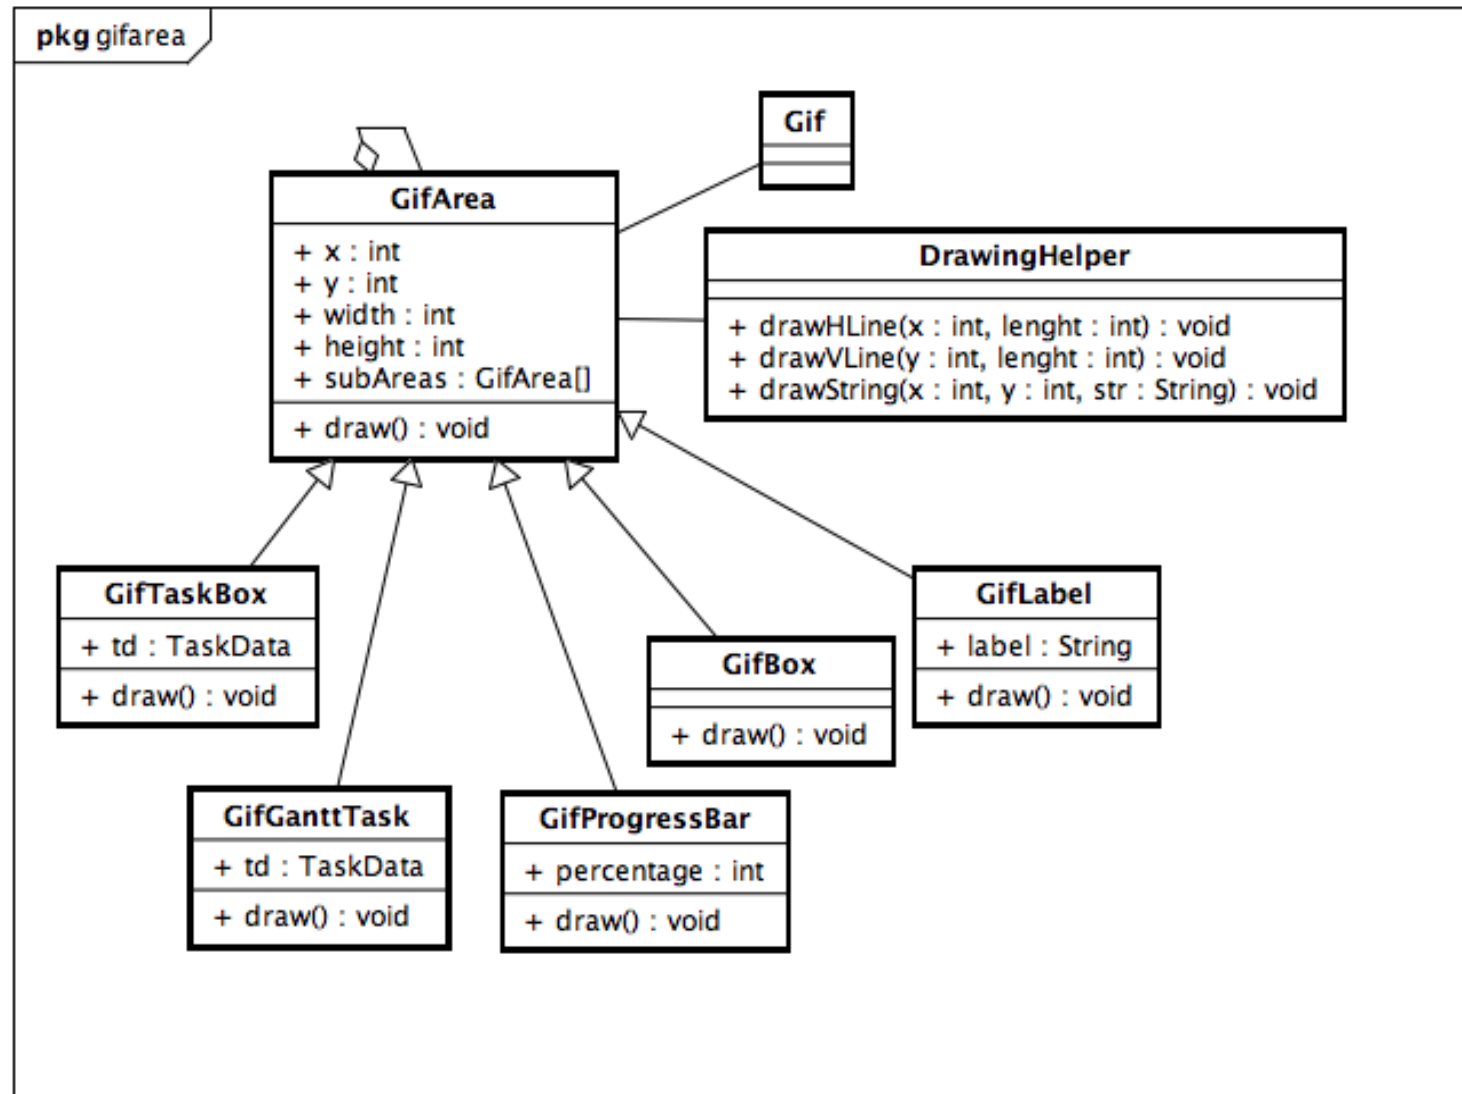 pkg gifarea
Gif
GifArea
+ x : int
+ y : int
+ width : int
+ height : int
+ subAreas : GifArea[]
+ draw() : void
DrawingHelper
+ drawHLine(x : int, lenght : int) : void
+ drawVLine(y : int, lenght : int) : void
+ drawString(x : int, y : int, str : String) : void
GifTaskBox
+ td : TaskData
+ draw() : void
GifLabel
+ label : String
+ draw() : void
GifBox
+ draw() : void
GifGanttTask
+ td : TaskData
+ draw() : void
GifProgressBar
+ percentage : int
+ draw() : void